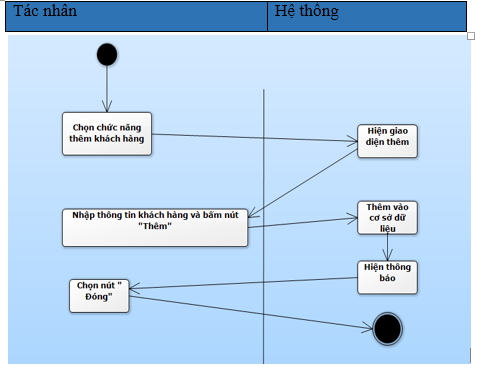 Tác nhân
Hệ thông
Chọn chức năng
thêm khách hàng
Hiện giao
diện thêm
Nhập thông tin khách hàng và bấm nút
"Thêm"
Thêm vào
cơ sở dữ
liệu
Hiện thông
báo
Chọn nút "
Đóng"